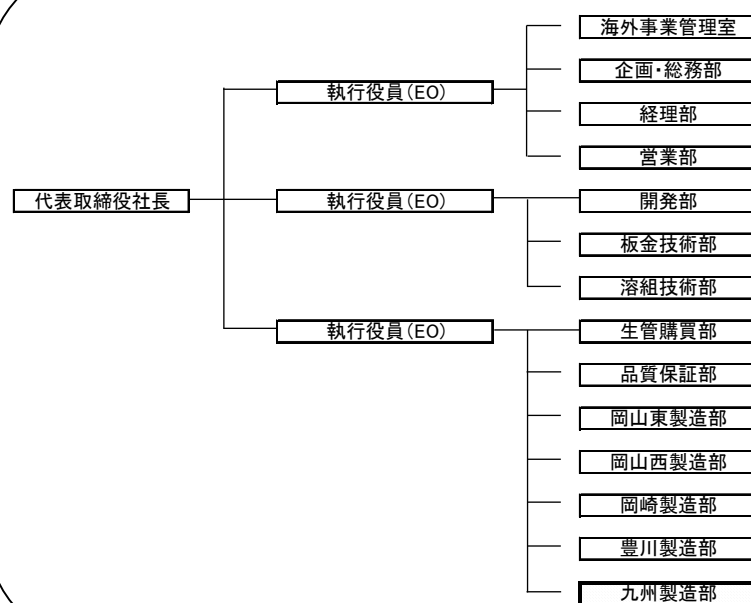 海外事業管理室
企画・総務部
執行役員(EO)
経理部
営業部
代表取締役社長
執行役員(EO)
開発部
板金技術部
溶組技術部
執行役員(EO)
生管購買部
品質保証部
岡山東製造部
岡山西製造部
岡崎製造部
豊川製造部
九州製造部